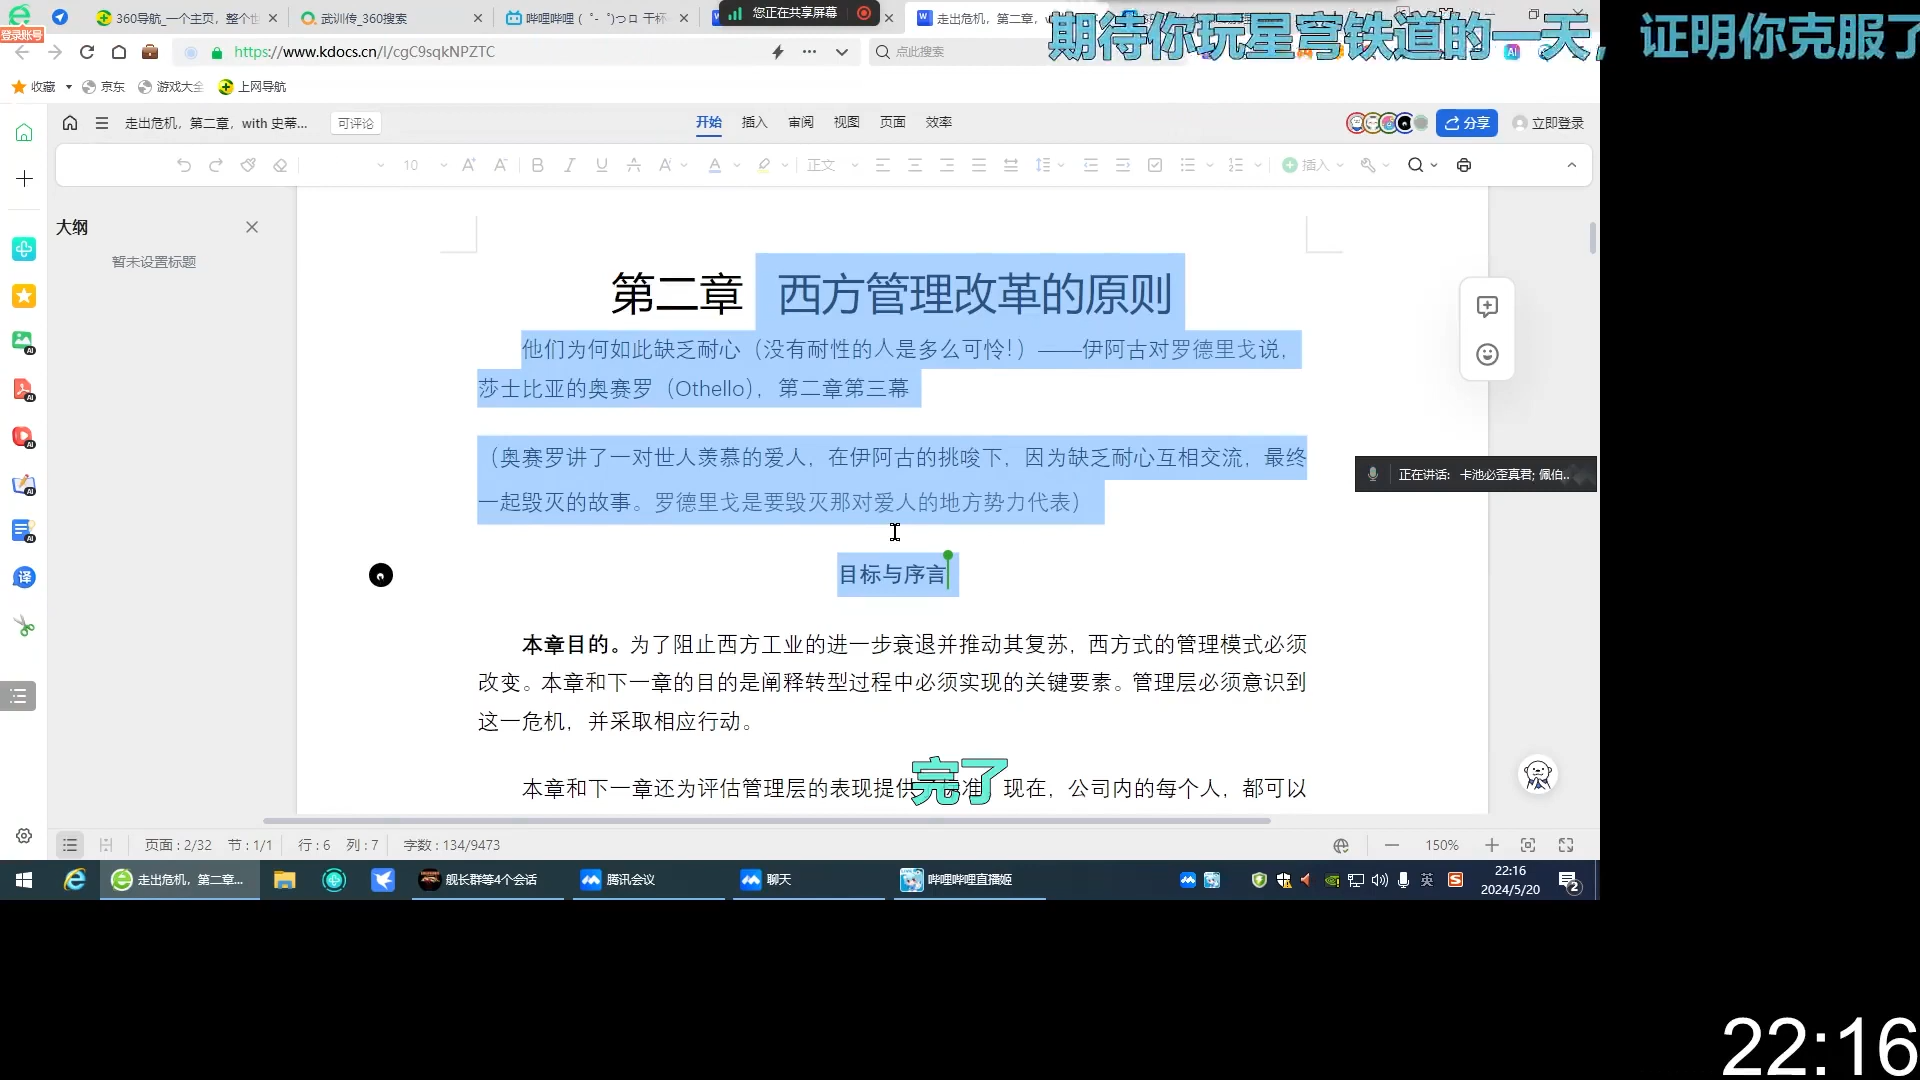 登录账号
360导航_一个主页，整个世
武训传_360搜索
哔哩哔哩 ( ゜- ゜)つロ 干杯
您正在共享屏幕
走出危机，第二章，
期待你玩星穹铁道的一天，证明你克服了
https://www.kdocs.cn/l/cgC9sqkNPZTC
点此搜索
收藏
京东
游戏大全
上网导航
走出危机，第二章，with 史蒂...
可评论
开始
插入
审阅
视图
页面
效率
分享
立即登录
10
正文
插入
大纲
暂未设置标题
第二章 西方管理改革的原则
他们为何如此缺乏耐心（没有耐性的人是多么可怜！）——伊阿古对罗德里戈说，
莎士比亚的奥赛罗（Othello），第二章第三幕
（奥赛罗讲了一对世人羡慕的爱人，在伊阿古的挑唆下，因为缺乏耐心互相交流，最终
一起毁灭的故事。罗德里戈是要毁灭那对爱人的地方势力代表）
正在讲话: 卡池必歪真君; 佩伯..
目标与序言
本章目的。为了阻止西方工业的进一步衰退并推动其复苏，西方式的管理模式必须
改变。本章和下一章的目的是阐释转型过程中必须实现的关键要素。管理层必须意识到
这一危机，并采取相应行动。
完了
本章和下一章还为评估管理层的表现提供了标准。现在，公司内的每个人，都可以
译
页面 : 2/32
节 : 1/1
行 : 6
列 : 7
字数 : 134/9473
150%
走出危机，第二章...
舰长群等4个会话
腾讯会议
聊天
哔哩哔哩直播姬
英
22:16
2024/5/20
2
22:16